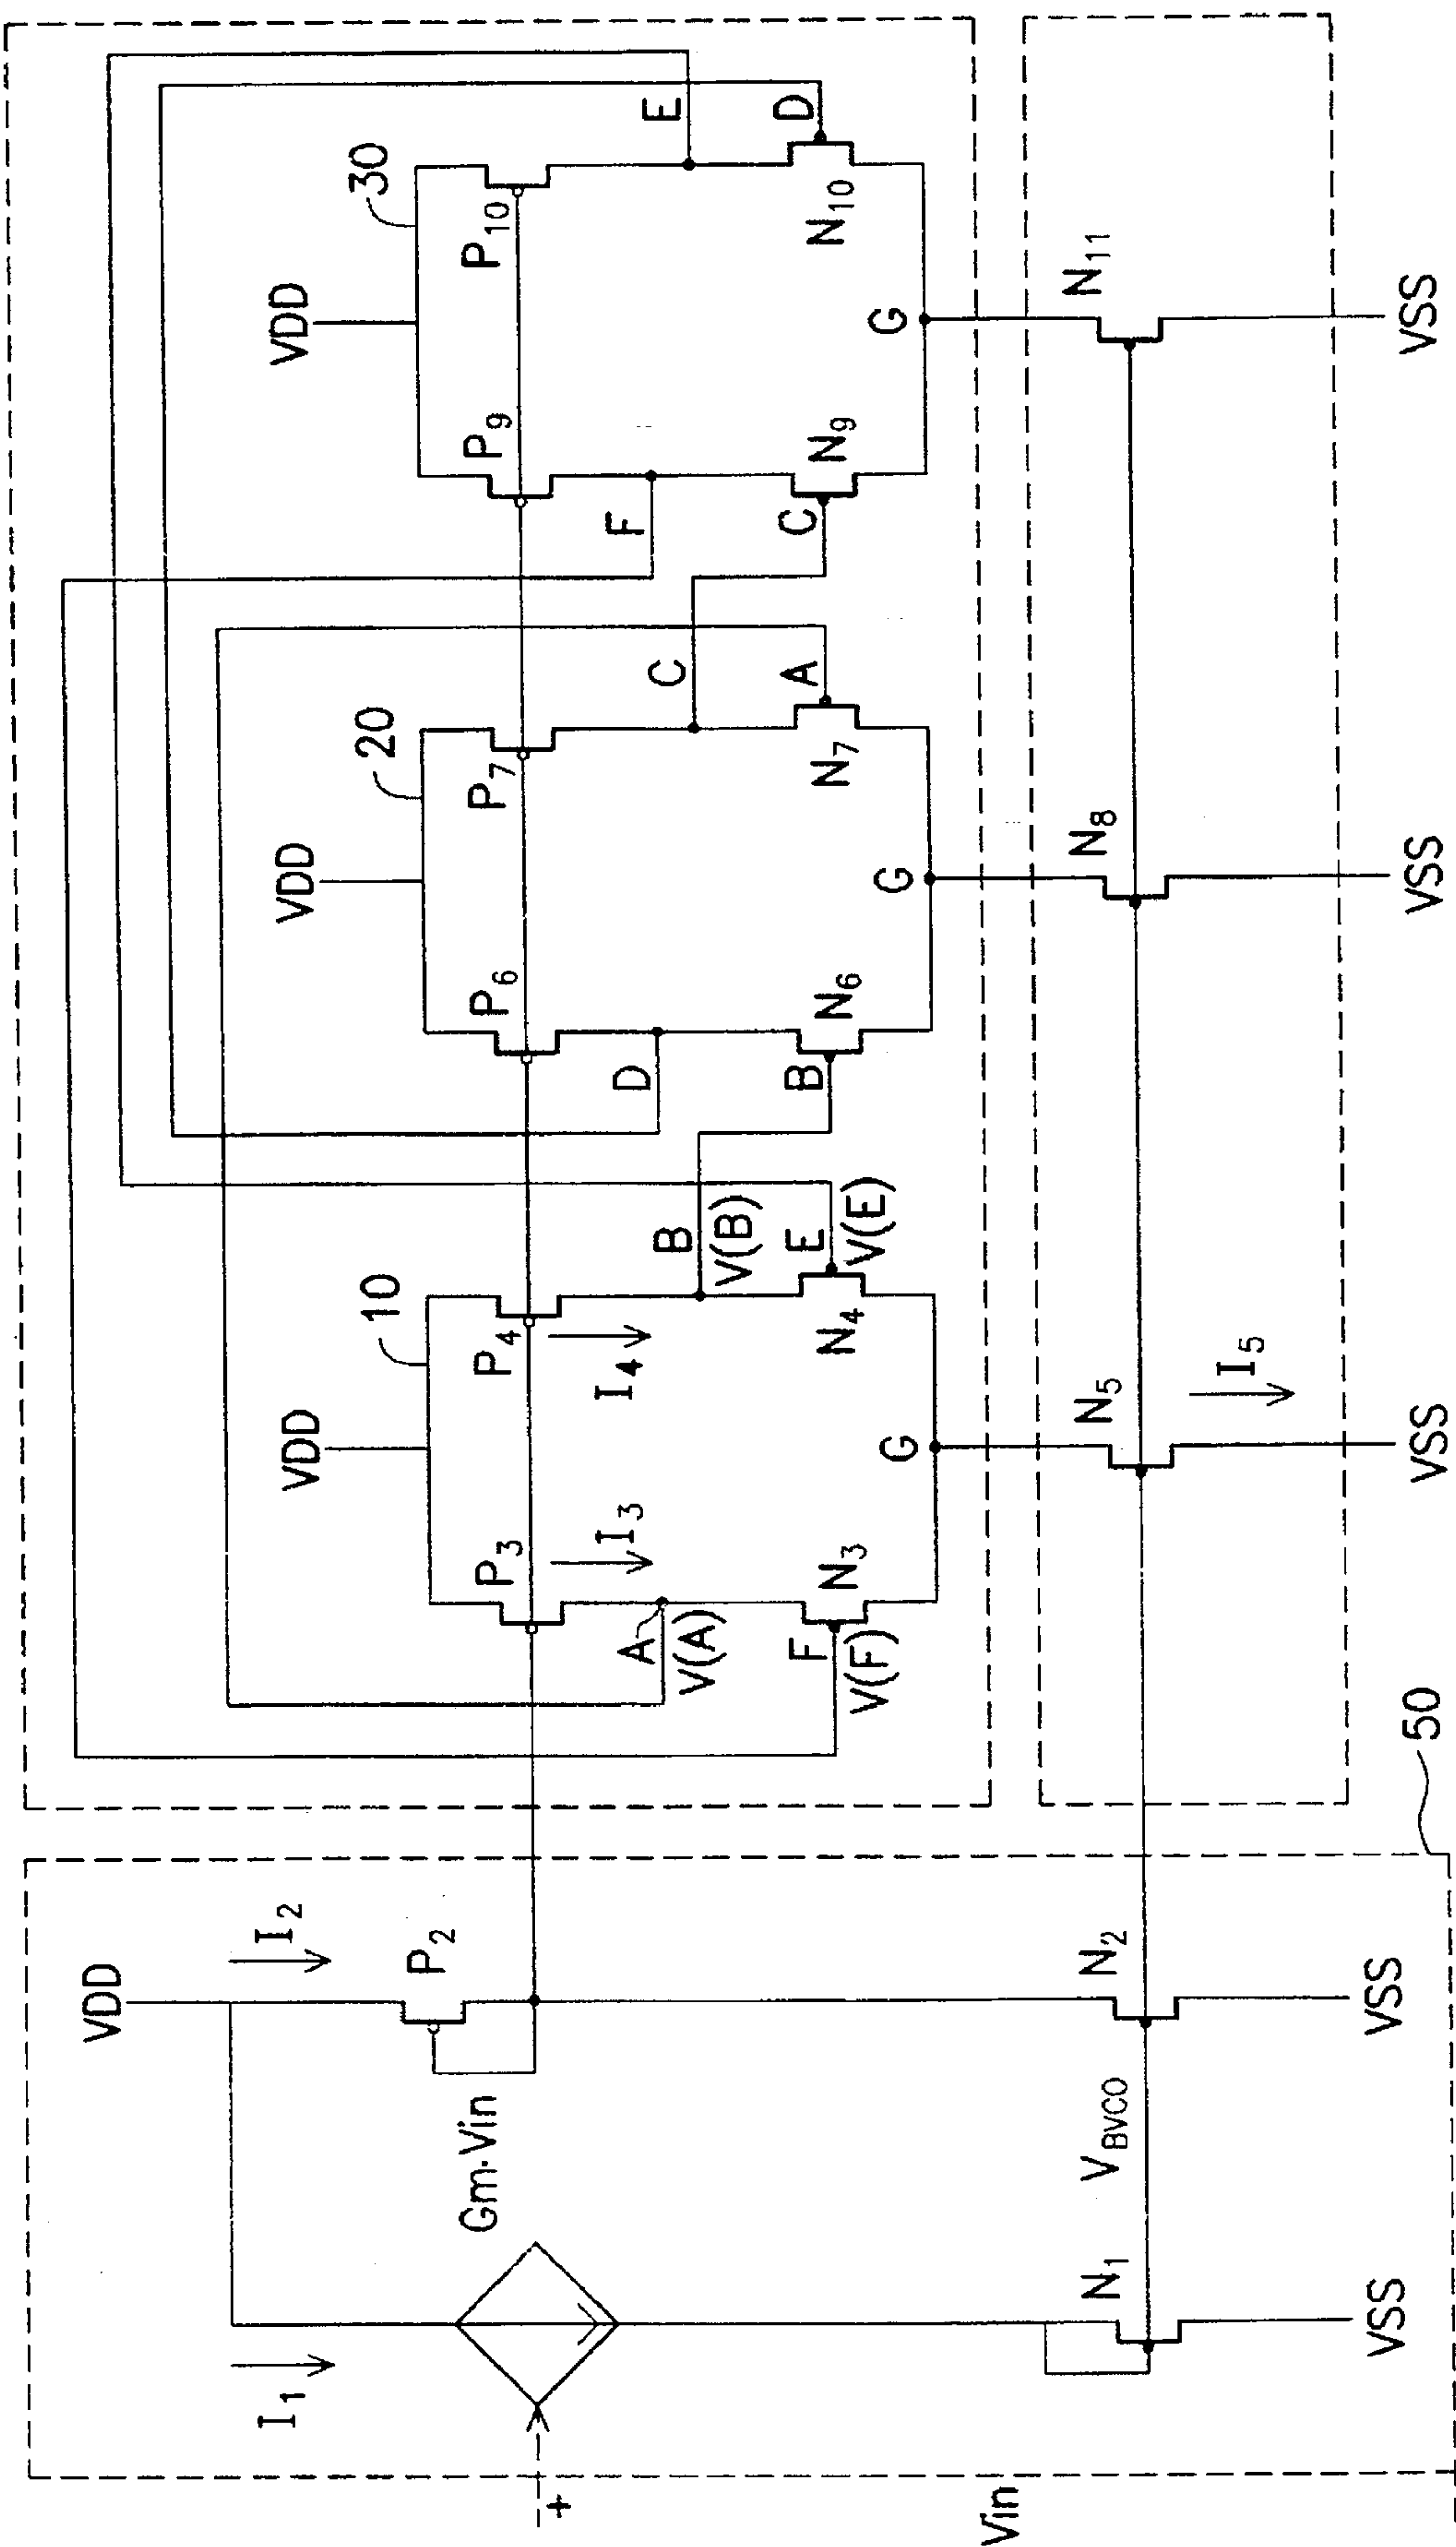 VDD
I1
I2
P2
Gm·Vin
+
Vin
N1
VBVCO
N2
VSS
VSS
50
VDD
10
P3
P4
I3
I4
A
V(A)
B
V(B)
F
V(F)
N3
N4
E
V(E)
G
N5
I5
VSS
VDD
20
P6
P7
D
C
B
N6
N7
A
G
N8
VSS
VDD
30
P9
P10
F
E
C
N9
N10
D
G
N11
VSS